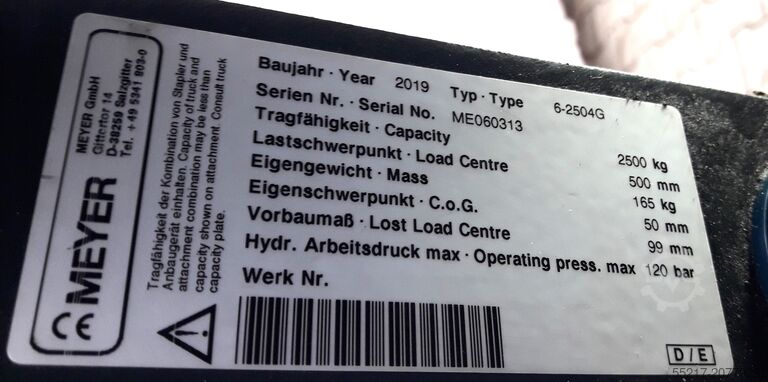 MEYER GmbH
Gittertor 14
D-38259 Salzgitter
Tel. +49 5341 803-0
CE MEYER
Tragfähigkeit der Kombination von Stapler und
Anbaugerät einhalten. Capacity of truck and
attachment combination may be less than
capacity shown on attachment. Consult truck
capacity plate.
Baujahr · Year 2019 Typ · Type 6-2504G
Serien Nr. · Serial No. ME060313
Tragfähigkeit · Capacity 2500 kg
Lastschwerpunkt · Load Centre 500 mm
Eigengewicht · Mass 165 kg
Eigenschwerpunkt · C.o.G. 50 mm
Vorbaumaß · Lost Load Centre 99 mm
Hydr. Arbeitsdruck max · Operating press. max 120 bar
Werk Nr.
D/E